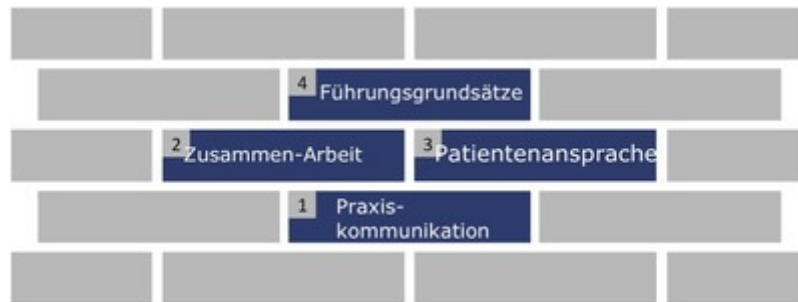 4 Führungsgrundsätze
2 Zusammen-Arbeit
3 Patientenansprache
1 Praxis-
kommunikation